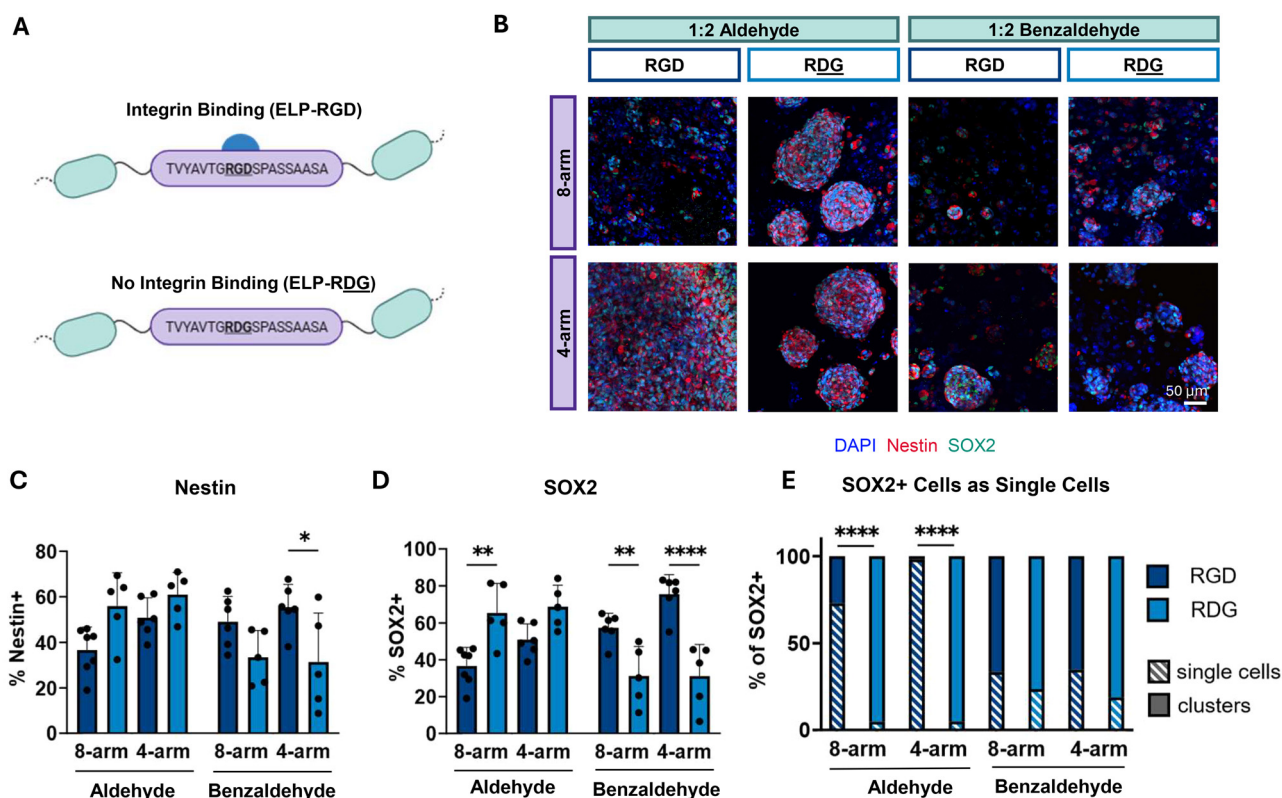 A
Integrin Binding (ELP-RGD)
TVYAVTGRGDSPASSAASA
No Integrin Binding (ELP-RDG)
TVYAVTGRDGSPASSAASA
B
1:2 Aldehyde
1:2 Benzaldehyde
RGD
RDG
RGD
RDG
8-arm
4-arm
50 µm
DAPI Nestin SOX2
C
Nestin
% Nestin+
80
60
40
20
0
*
8-arm 4-arm 8-arm 4-arm
Aldehyde Benzaldehyde
D
SOX2
% SOX2+
100
80
60
40
20
0
** ** ****
8-arm 4-arm 8-arm 4-arm
Aldehyde Benzaldehyde
E
SOX2+ Cells as Single Cells
% of SOX2+
100
50
0
**** ****
8-arm 4-arm 8-arm 4-arm
Aldehyde Benzaldehyde
RGD
RDG
single cells
clusters